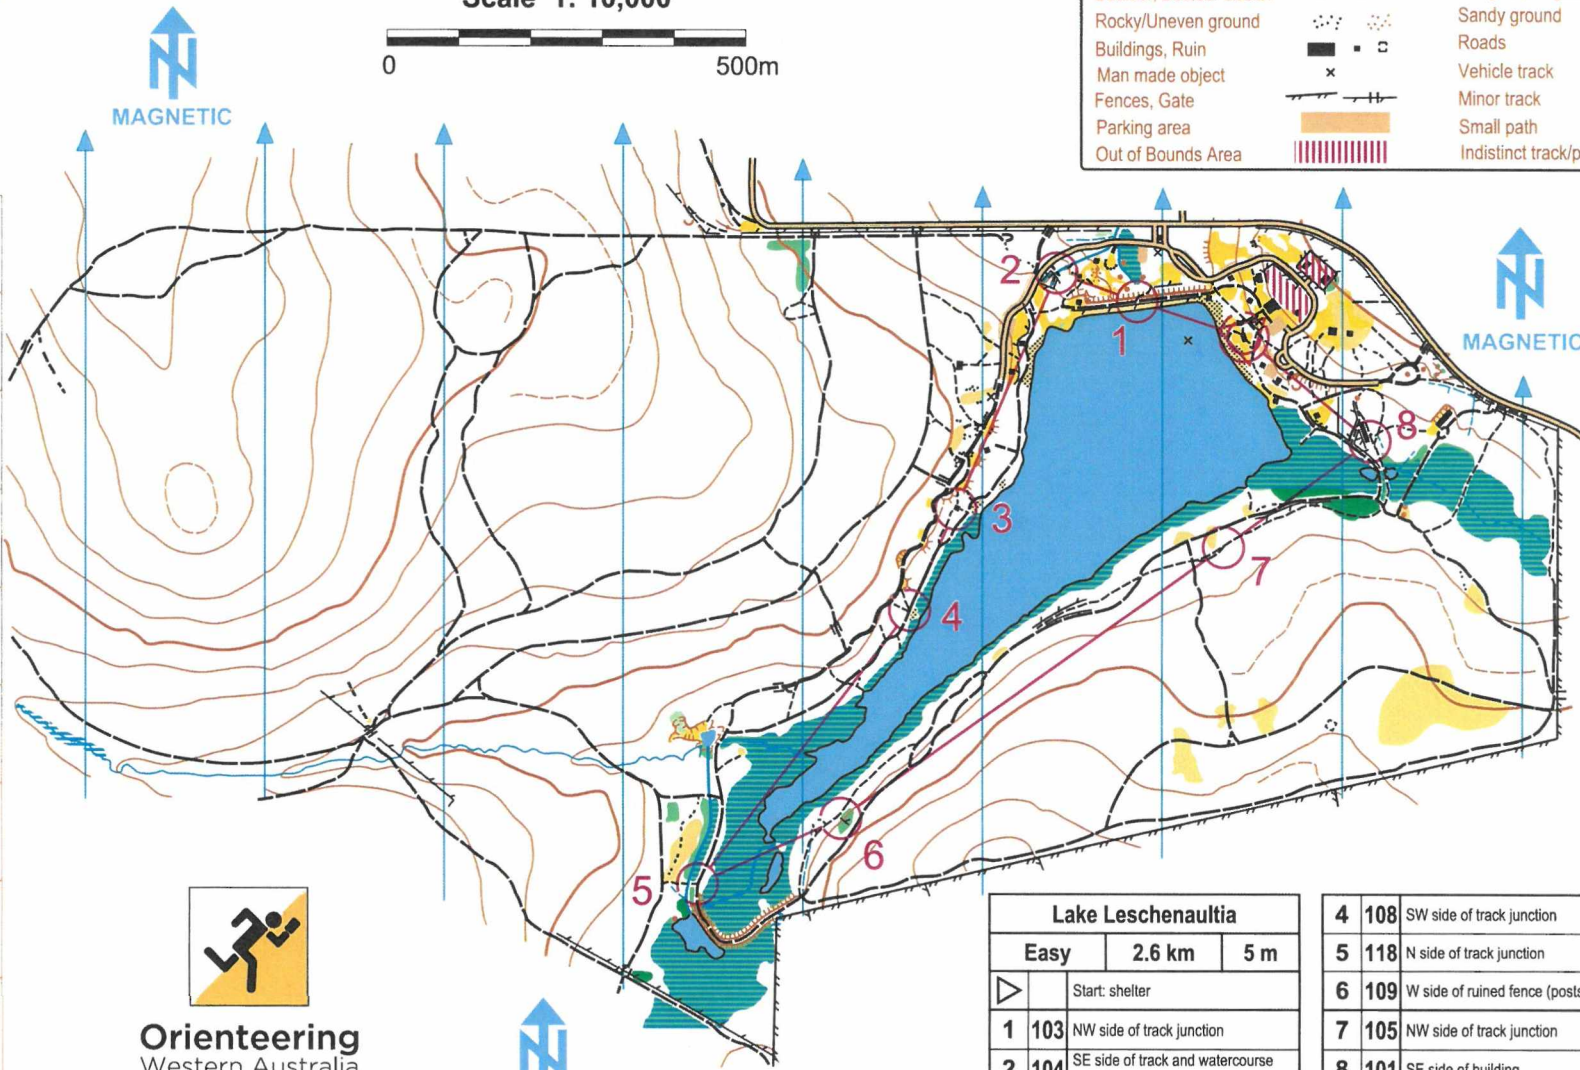 Scale 1: 10,000
0 500m
MAGNETIC
Rocky/Uneven ground
Buildings, Ruin
Man made object
Fences, Gate
Parking area
Out of Bounds Area
Sandy ground
Roads
Vehicle track
Minor track
Small path
Indistinct track/p
MAGNETIC
2
1
8
3
7
4
6
5
Lake Leschenaultia
Easy 2.6 km 5 m
Start: shelter
1 103 NW side of track junction
2 104 SE side of track and watercourse
4 108 SW side of track junction
5 118 N side of track junction
6 109 W side of ruined fence (posts
7 105 NW side of track junction
8 101 SE side of building
Orienteering
Western Australia